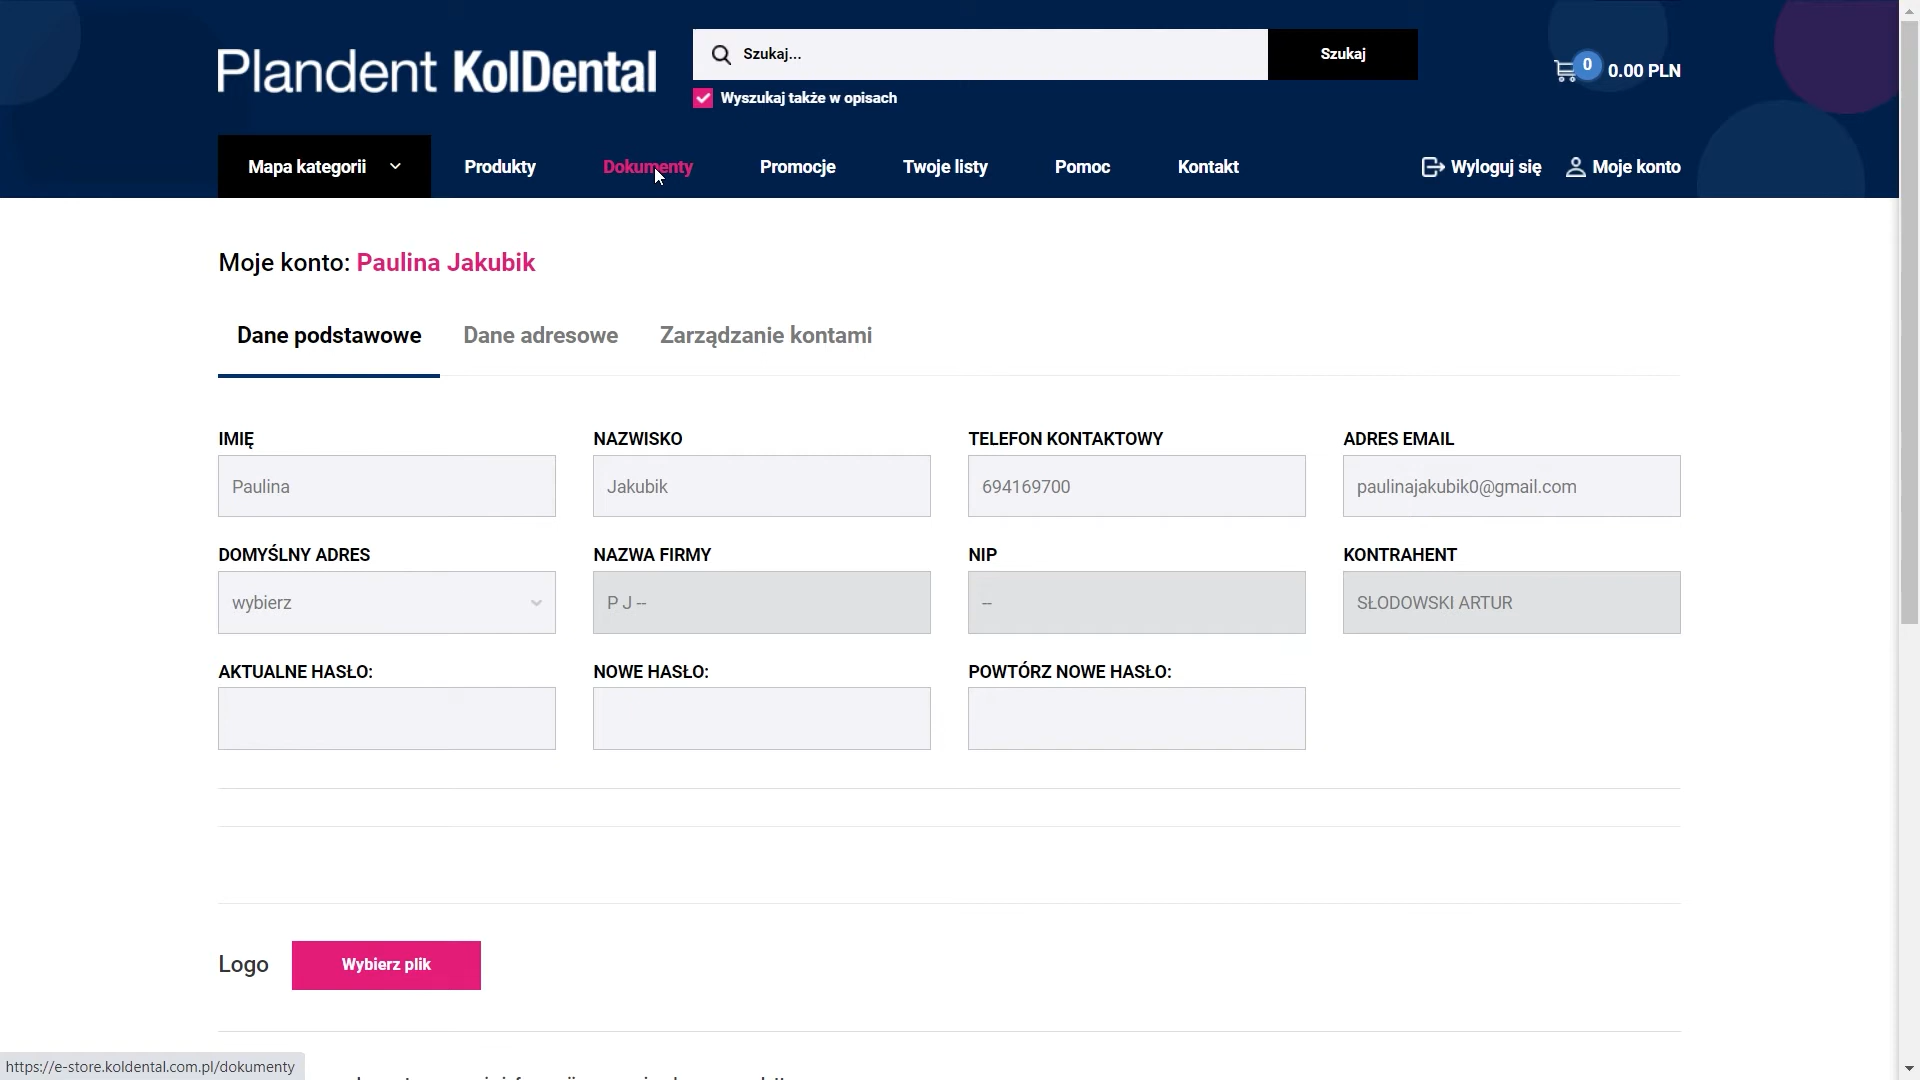 Plandent KolDental
Szukaj...
Szukaj
0
0.00 PLN
Wyszukaj także w opisach
Mapa kategorii
Produkty
Dokumenty
Promocje
Twoje listy
Pomoc
Kontakt
Wyloguj się
Moje konto
Moje konto: Paulina Jakubik
Dane podstawowe
Dane adresowe
Zarządzanie kontami
IMIĘ
NAZWISKO
TELEFON KONTAKTOWY
ADRES EMAIL
Paulina
Jakubik
694169700
paulinajakubik0@gmail.com
DOMYŚLNY ADRES
NAZWA FIRMY
NIP
KONTRAHENT
wybierz
P J --
--
SŁODOWSKI ARTUR
AKTUALNE HASŁO:
NOWE HASŁO:
POWTÓRZ NOWE HASŁO:
Logo
Wybierz plik
https://e-store.koldental.com.pl/dokumenty